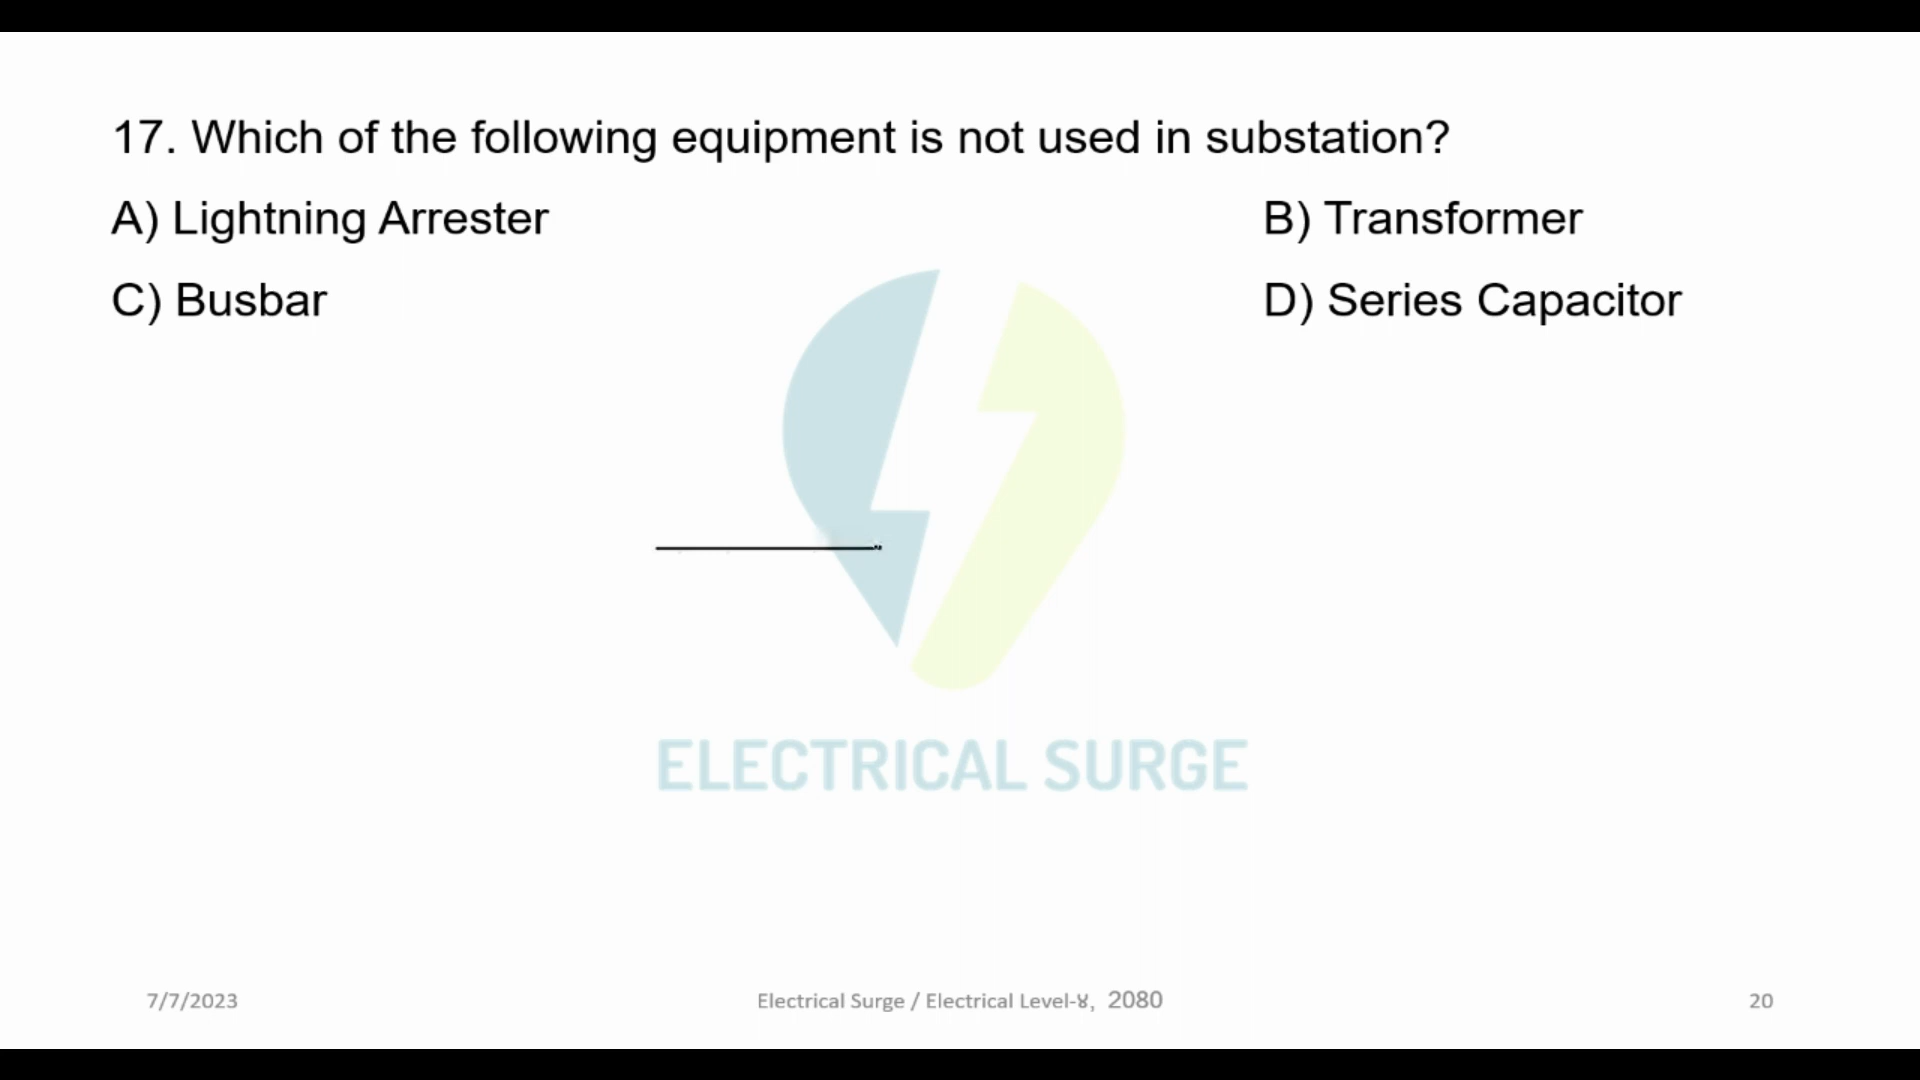 17. Which of the following equipment is not used in substation?
A) Lightning Arrester B) Transformer
C) Busbar D) Series Capacitor
ELECTRICAL SURGE
7/7/2023 Electrical Surge / Electrical Level-४, 2080 20